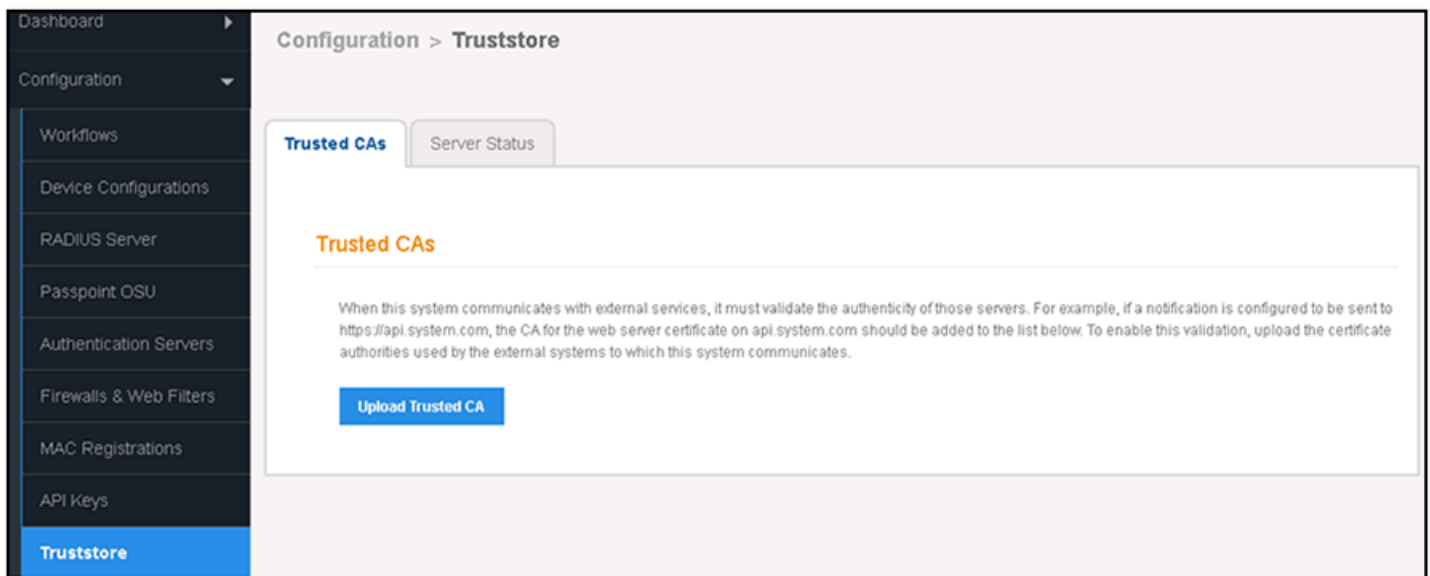 Dashboard
Configuration
Workflows
Device Configurations
RADIUS Server
Passpoint OSU
Authentication Servers
Firewalls & Web Filters
MAC Registrations
API Keys
Truststore
Configuration > Truststore
Trusted CAs
Server Status
Trusted CAs
When this system communicates with external services, it must validate the authenticity of those servers. For example, if a notification is configured to be sent to
https://api.system.com, the CA for the web server certificate on api.system.com should be added to the list below. To enable this validation, upload the certificate
authorities used by the external systems to which this system communicates.
Upload Trusted CA